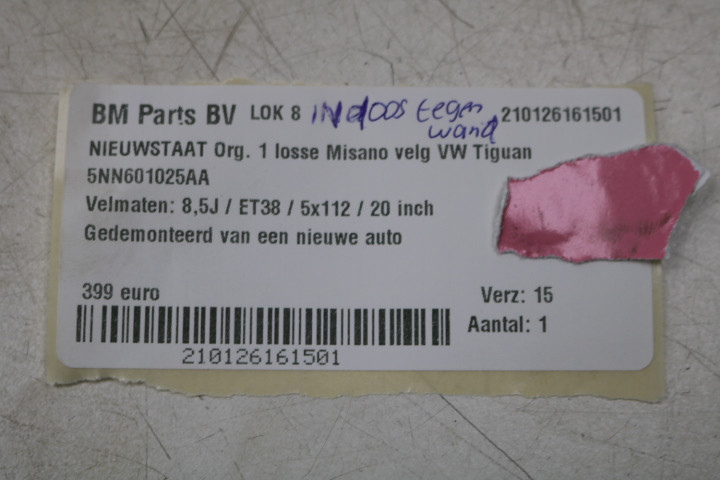 BM Parts BV LOK 8 IN doos tegen 210126161501
wand
NIEUWSTAAT Org. 1 losse Misano velg VW Tiguan
5NN601025AA
Velmaten: 8,5J / ET38 / 5x112 / 20 inch
Gedemonteerd van een nieuwe auto
399 euro Verz: 15
Aantal: 1
210126161501